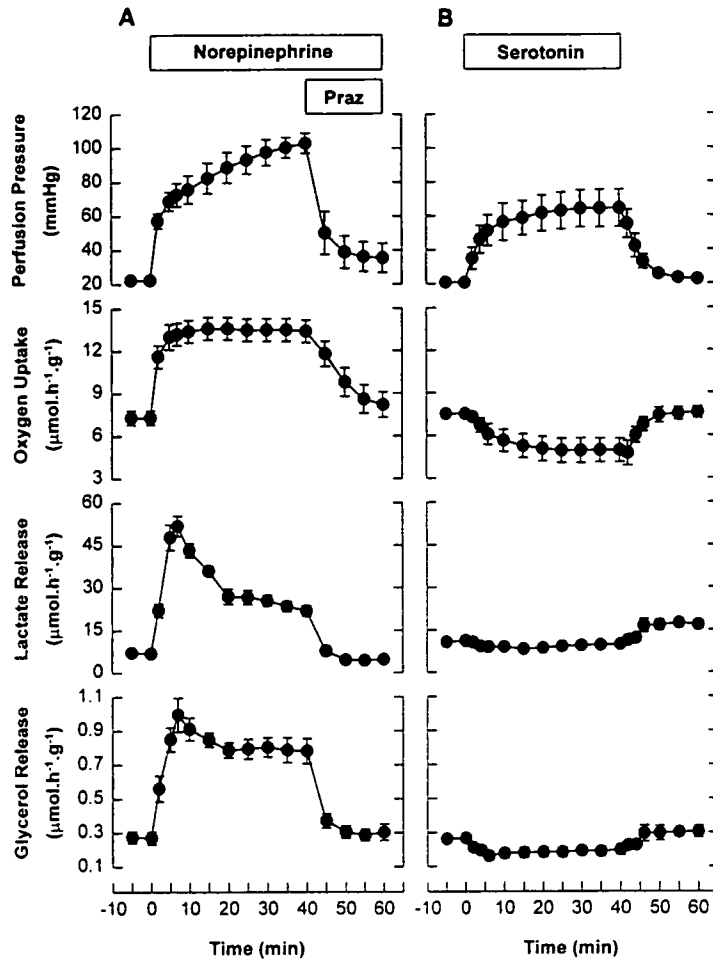 A
B
Norepinephrine
Serotonin
Praz
Perfusion Pressure
(mmHg)
120
100
80
60
40
20
Oxygen Uptake
(μmol.h⁻¹.g⁻¹)
15
12
9
6
3
Lactate Release
(μmol.h⁻¹.g⁻¹)
60
45
30
15
0
Glycerol Release
(μmol.h⁻¹.g⁻¹)
1.1
0.9
0.7
0.5
0.3
0.1
-10 0 10 20 30 40 50 60
-10 0 10 20 30 40 50 60
Time (min)
Time (min)